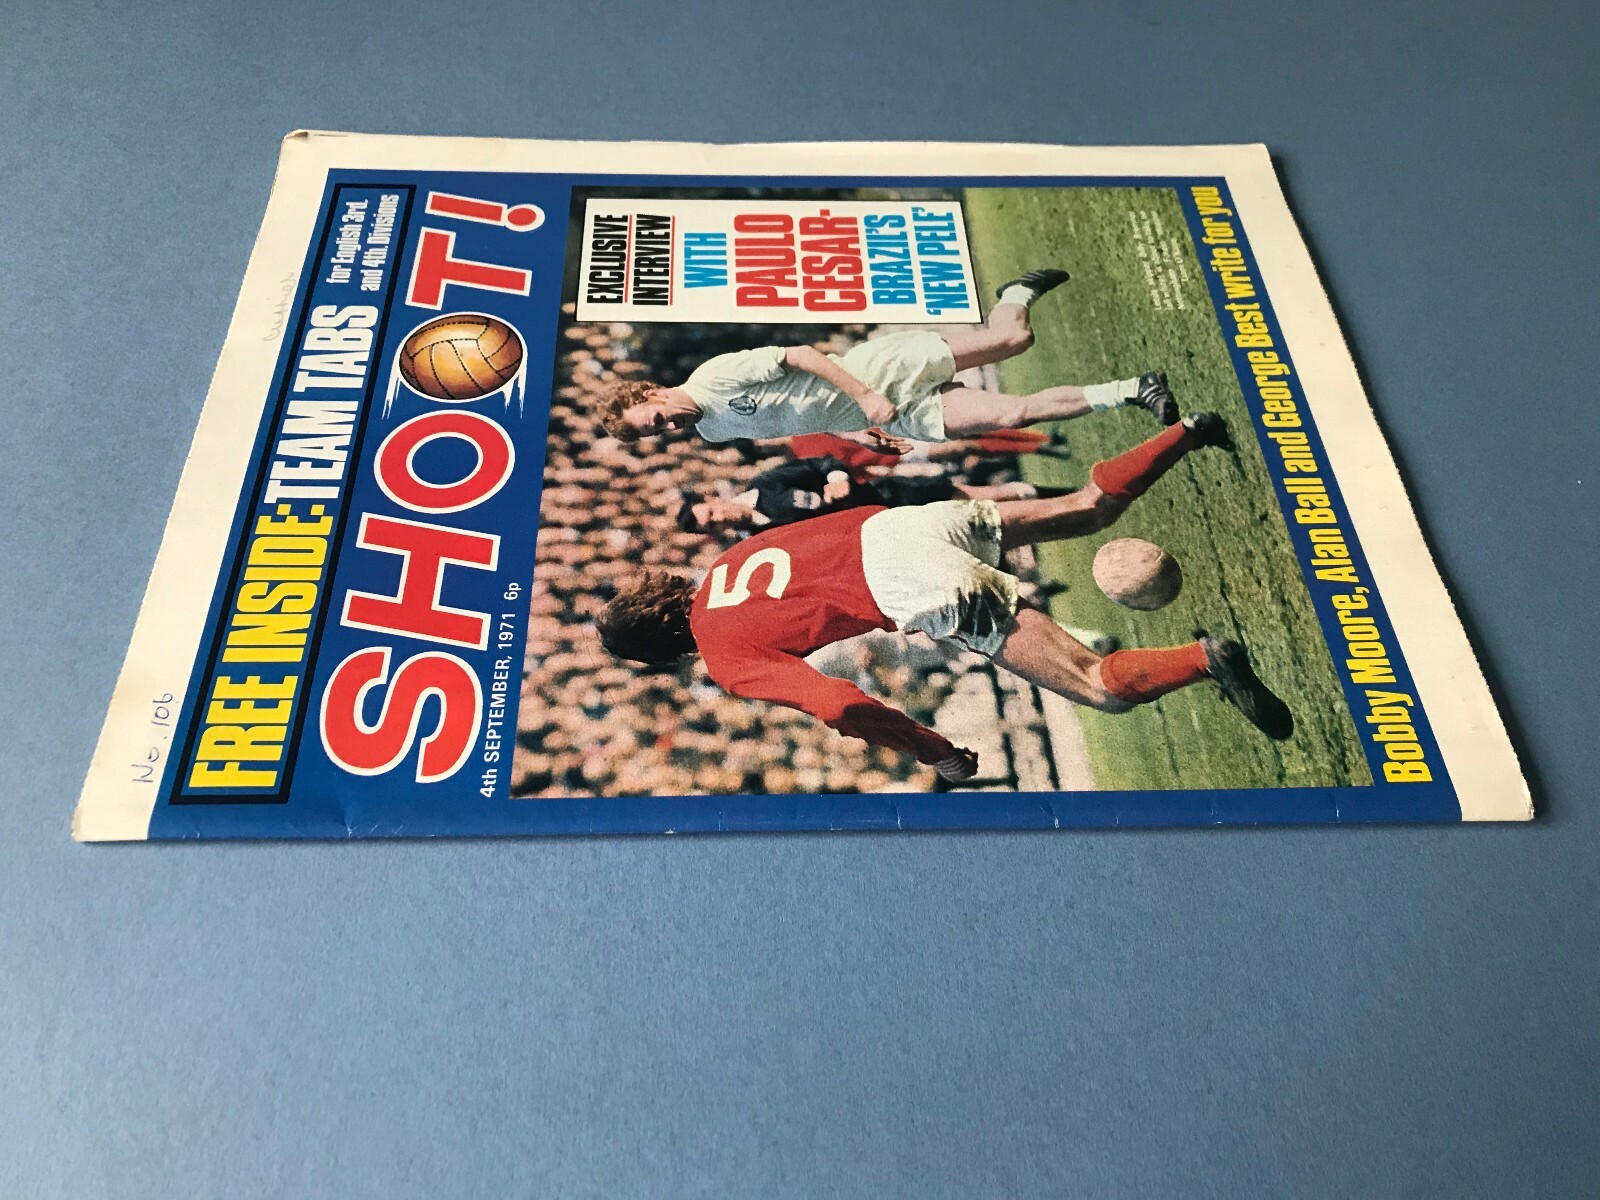 No. 106
FREE INSIDE: TEAM TABS
for English 3rd.
and 4th. Divisions
SHOOT!
4th SEPTEMBER, 1971 6p
EXCLUSIVE
INTERVIEW
WITH
PAULO
CESAR-
BRAZIL'S
'NEW PELE'
5
Bobby Moore, Alan Ball and George Best write for you